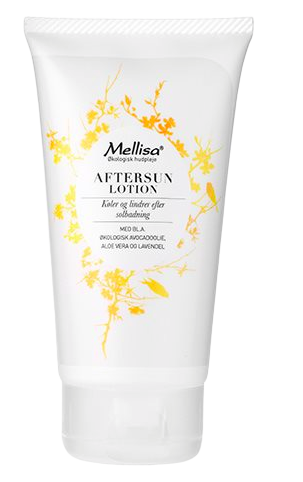 Mellisa®
Økologisk hudpleje
AFTERSUN
LOTION
Køler og lindrer efter
solbadning
MED BL.A.
ØKOLOGISK AVOCADOOLIE,
ALOE VERA OG LAVENDEL